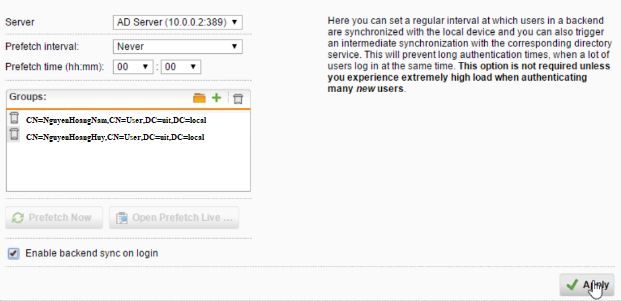 Server
AD Server (10.0.0.2:389)
Prefetch interval:
Never
Prefetch time (hh:mm):
00 : 00
Groups:
CN=NguyenHoangNam,CN=User,DC=uit,DC=local
CN=NguyenHoangHuy,CN=User,DC=uit,DC=local
Prefetch Now
Open Prefetch Live ...
Enable backend sync on login
Here you can set a regular interval at which users in a backend
are synchronized with the local device and you can also trigger
an intermediate synchronization with the corresponding directory
service. This will prevent long authentication times, when a lot of
users log in at the same time. This option is not required unless
you experience extremely high load when authenticating
many new users.
Apply